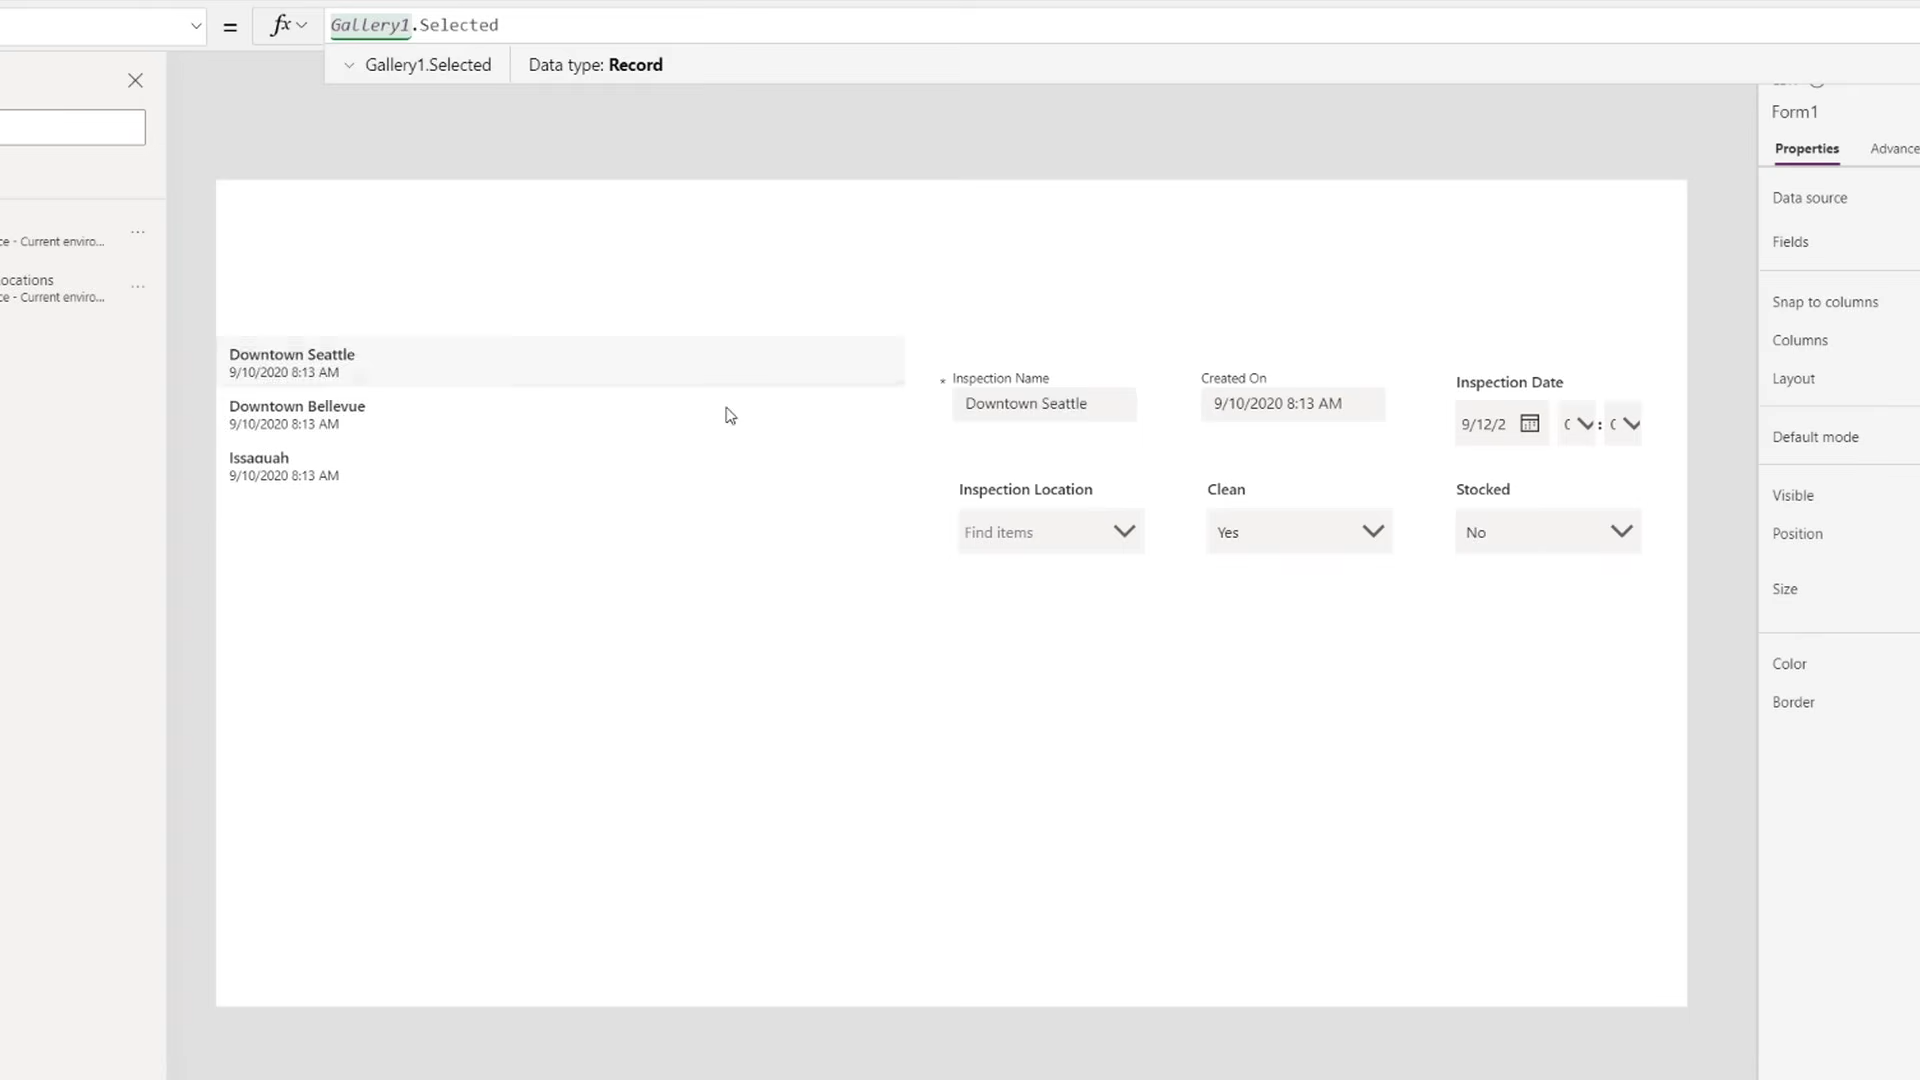 = fx Gallery1.Selected
Gallery1.Selected Data type: Record
Form1
Properties Advance
Data source
Fields
Snap to columns
Columns
Layout
Default mode
Visible
Position
Size
Color
Border
ce - Current enviro... ...
ocations ...
ce - Current enviro...
Downtown Seattle
9/10/2020 8:13 AM
Downtown Bellevue
9/10/2020 8:13 AM
Issaquah
9/10/2020 8:13 AM
* Inspection Name
Downtown Seattle
Created On
9/10/2020 8:13 AM
Inspection Date
9/12/2 :
Inspection Location
Find items
Clean
Yes
Stocked
No